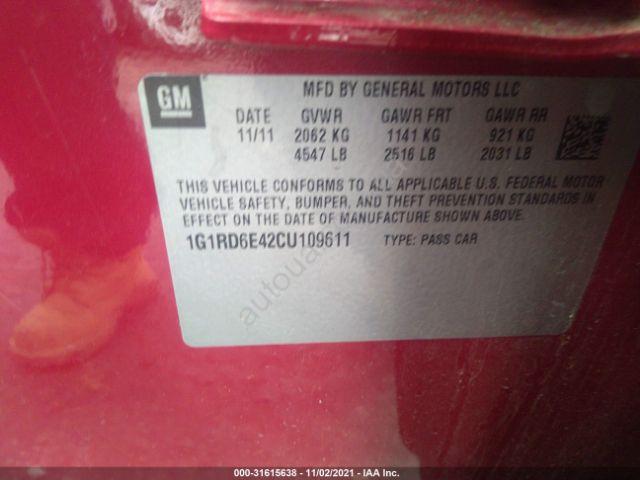 GM
MFD BY GENERAL MOTORS LLC
DATE GVWR GAWR FRT GAWR RR
11/11 2062 KG 1141 KG 921 KG
4547 LB 2516 LB 2031 LB
THIS VEHICLE CONFORMS TO ALL APPLICABLE U.S. FEDERAL MOTOR
VEHICLE SAFETY, BUMPER, AND THEFT PREVENTION STANDARDS
IN EFFECT ON THE DATE OF MANUFACTURE SHOWN ABOVE.
1G1RD6E42CU109611 TYPE: PASS CAR
000-31615638 - 11/02/2021 - IAA Inc.